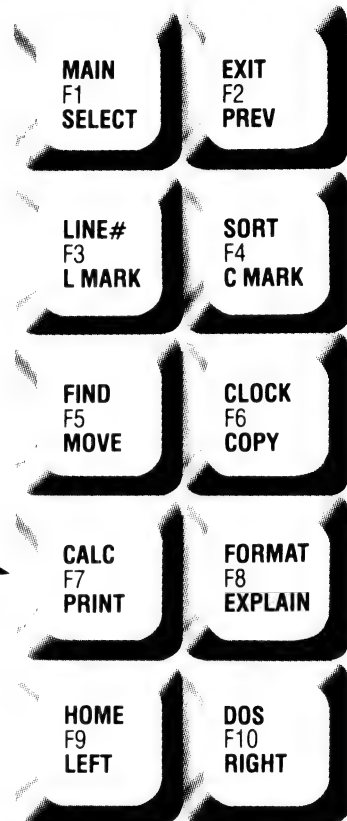 MAIN
F1
SELECT
EXIT
F2
PREV
LINE#
F3
L MARK
SORT
F4
C MARK
FIND
F5
MOVE
CLOCK
F6
COPY
CALC
F7
PRINT
FORMAT
F8
EXPLAIN
HOME
F9
LEFT
DOS
F10
RIGHT